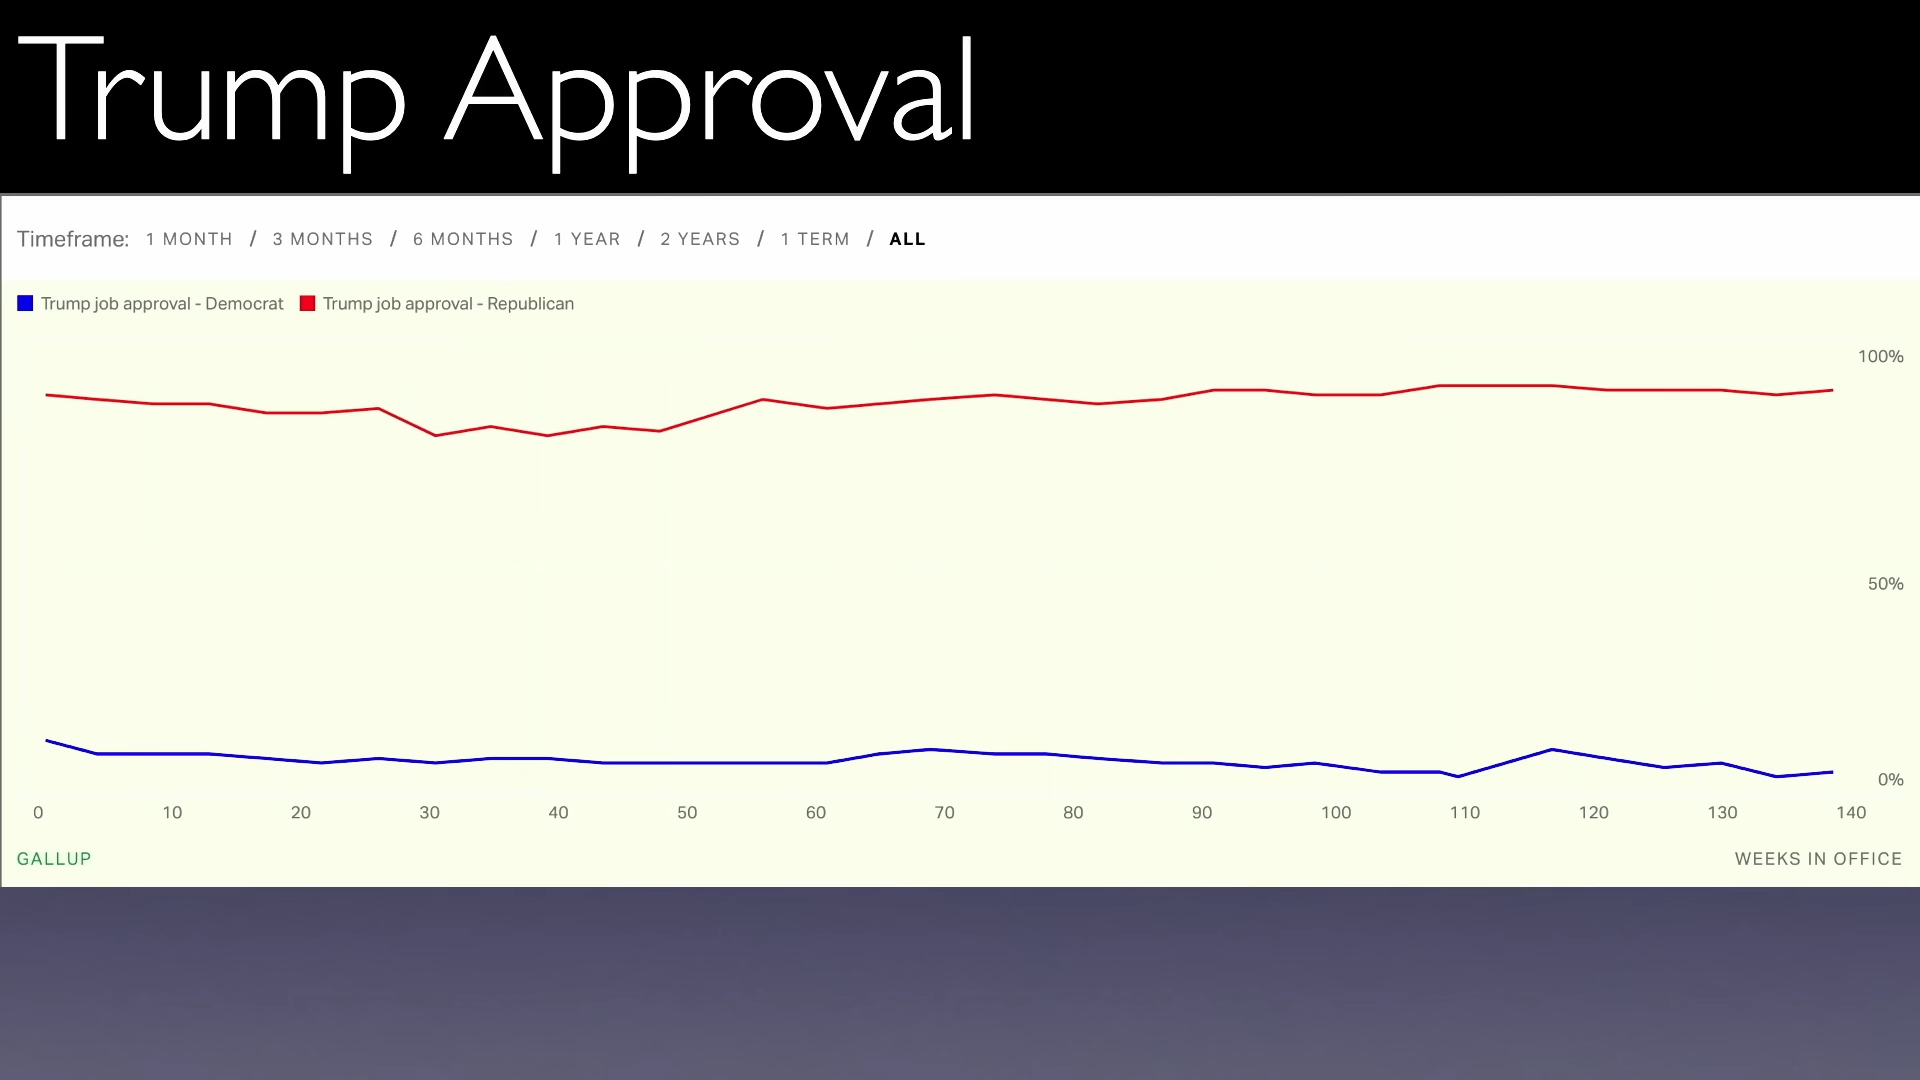 Trump Approval
Timeframe: 1 MONTH / 3 MONTHS / 6 MONTHS / 1 YEAR / 2 YEARS / 1 TERM / ALL
Trump job approval - Democrat Trump job approval - Republican
100%
50%
0%
0 10 20 30 40 50 60 70 80 90 100 110 120 130 140
GALLUP WEEKS IN OFFICE